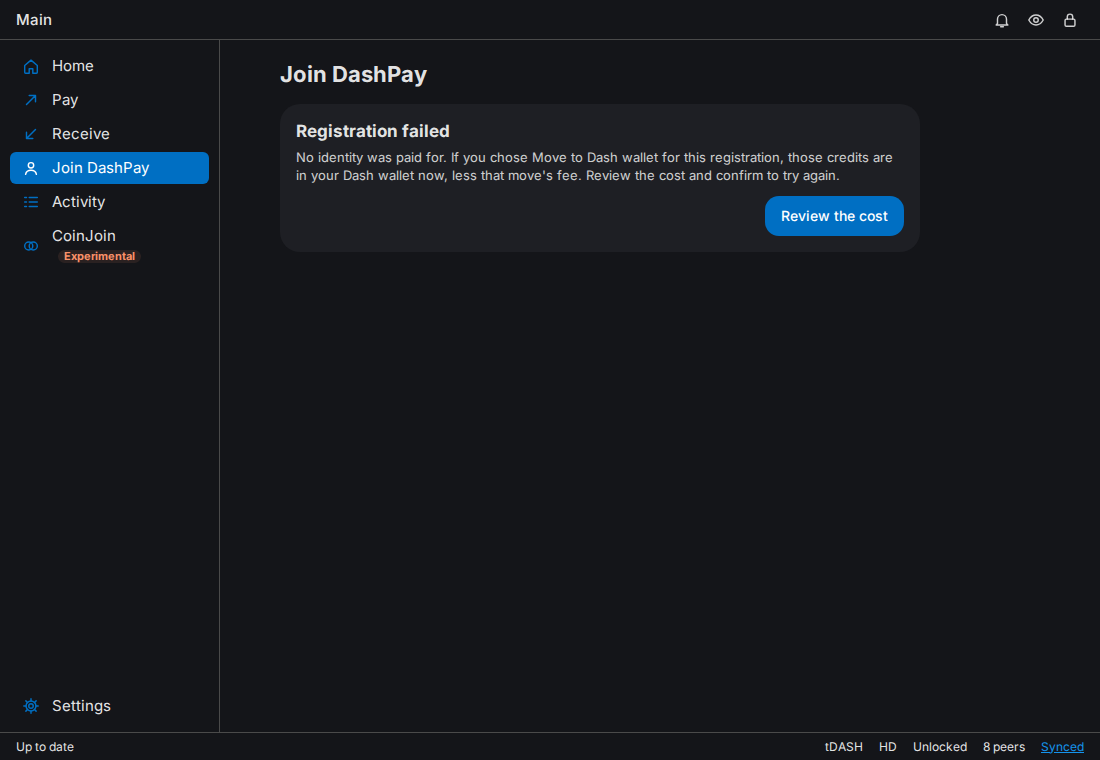 Main
Home
Pay
Receive
Join DashPay
Activity
CoinJoin
Experimental
Settings
Join DashPay
Registration failed
No identity was paid for. If you chose Move to Dash wallet for this registration, those credits are
in your Dash wallet now, less that move's fee. Review the cost and confirm to try again.
Review the cost
Up to date
tDASH HD Unlocked 8 peers Synced